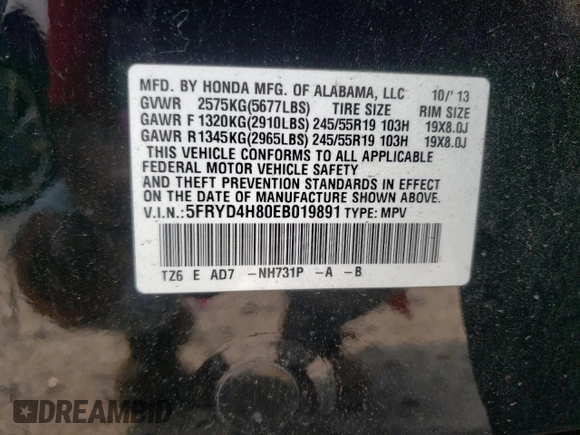 MFD. BY HONDA MFG. OF ALABAMA, LLC 10/'13
GVWR 2575KG(5677LBS) TIRE SIZE RIM SIZE
GAWR F 1320KG(2910LBS) 245/55R19 103H 19X8.0J
GAWR R1345KG(2965LBS) 245/55R19 103H 19X8.0J
THIS VEHICLE CONFORMS TO ALL APPLICABLE
FEDERAL MOTOR VEHICLE SAFETY
AND THEFT PREVENTION STANDARDS IN EFFECT
ON THE DATE OF MANUFACTURE SHOWN ABOVE.
V.I.N.:5FRYD4H80EB019891 TYPE: MPV
TZ6 E AD7 -NH731P -A -B
DREAMBID